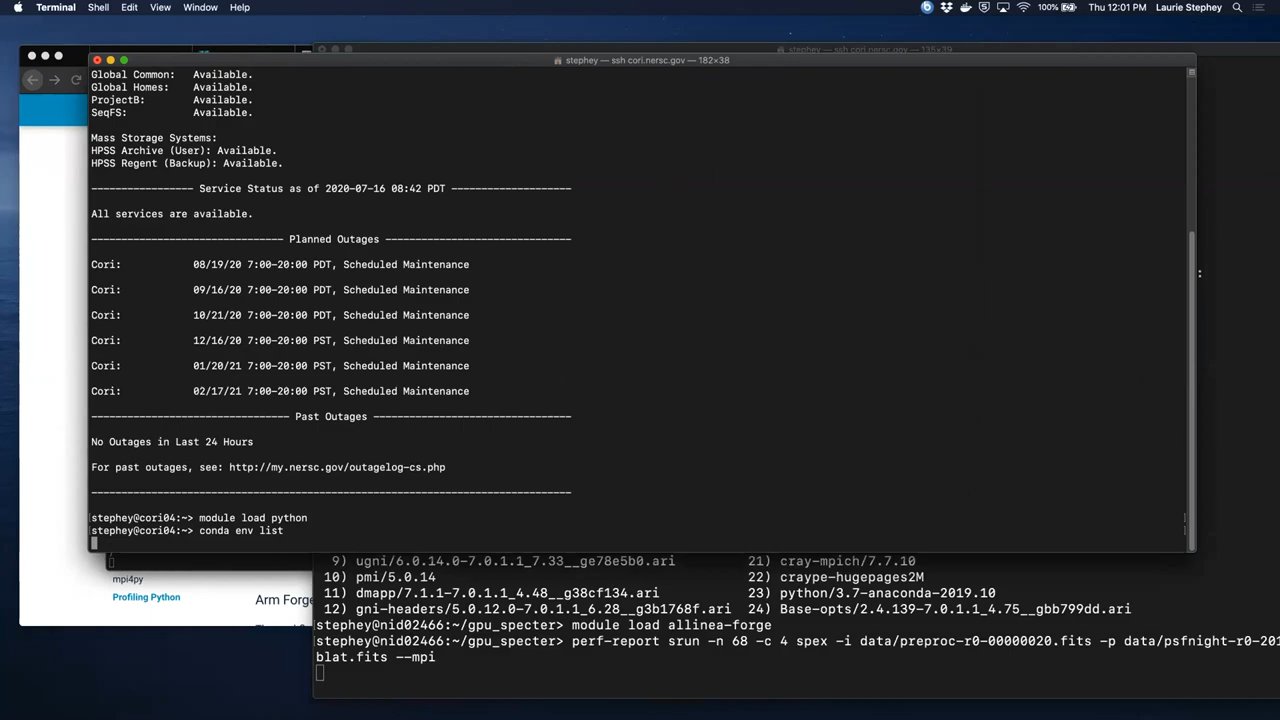 Terminal Shell Edit View Window Help 100% Thu 12:01 PM Laurie Stephey
stephey — ssh cori.nersc.gov — 135×39
stephey — ssh cori.nersc.gov — 182×38
Global Common: Available.
Global Homes: Available.
ProjectB: Available.
SeqFS: Available.
Mass Storage Systems:
HPSS Archive (User): Available.
HPSS Regent (Backup): Available.
---------------- Service Status as of 2020-07-16 08:42 PDT -------------------
All services are available.
------------------------------ Planned Outages -------------------------------
Cori: 08/19/20 7:00-20:00 PDT, Scheduled Maintenance
Cori: 09/16/20 7:00-20:00 PDT, Scheduled Maintenance
Cori: 10/21/20 7:00-20:00 PDT, Scheduled Maintenance
Cori: 12/16/20 7:00-20:00 PST, Scheduled Maintenance
Cori: 01/20/21 7:00-20:00 PST, Scheduled Maintenance
Cori: 02/17/21 7:00-20:00 PST, Scheduled Maintenance
------------------------------- Past Outages ---------------------------------
No Outages in Last 24 Hours
For past outages, see: http://my.nersc.gov/outagelog-cs.php
------------------------------------------------------------------------------
stephey@cori04:~> module load python
stephey@cori04:~> conda env list
9) ugni/6.0.14.0-7.0.1.1_7.33__ge78e5b0.ari 21) cray-mpich/7.7.10
10) pmi/5.0.14 22) craype-hugepages2M
11) dmapp/7.1.1-7.0.1.1_4.48__g38cf134.ari 23) python/3.7-anaconda-2019.10
12) gni-headers/5.0.12.0-7.0.1.1_6.28__g3b1768f.ari 24) Base-opts/2.4.139-7.0.1.1_4.75__gbb799dd.ari
stephey@nid02466:~/gpu_specter> module load allinea-forge
stephey@nid02466:~/gpu_specter> perf-report srun -n 68 -c 4 spex -i data/preproc-r0-00000020.fits -p data/psfnight-r0-201
blat.fits --mpi
mpi4py
Profiling Python
Arm Forge